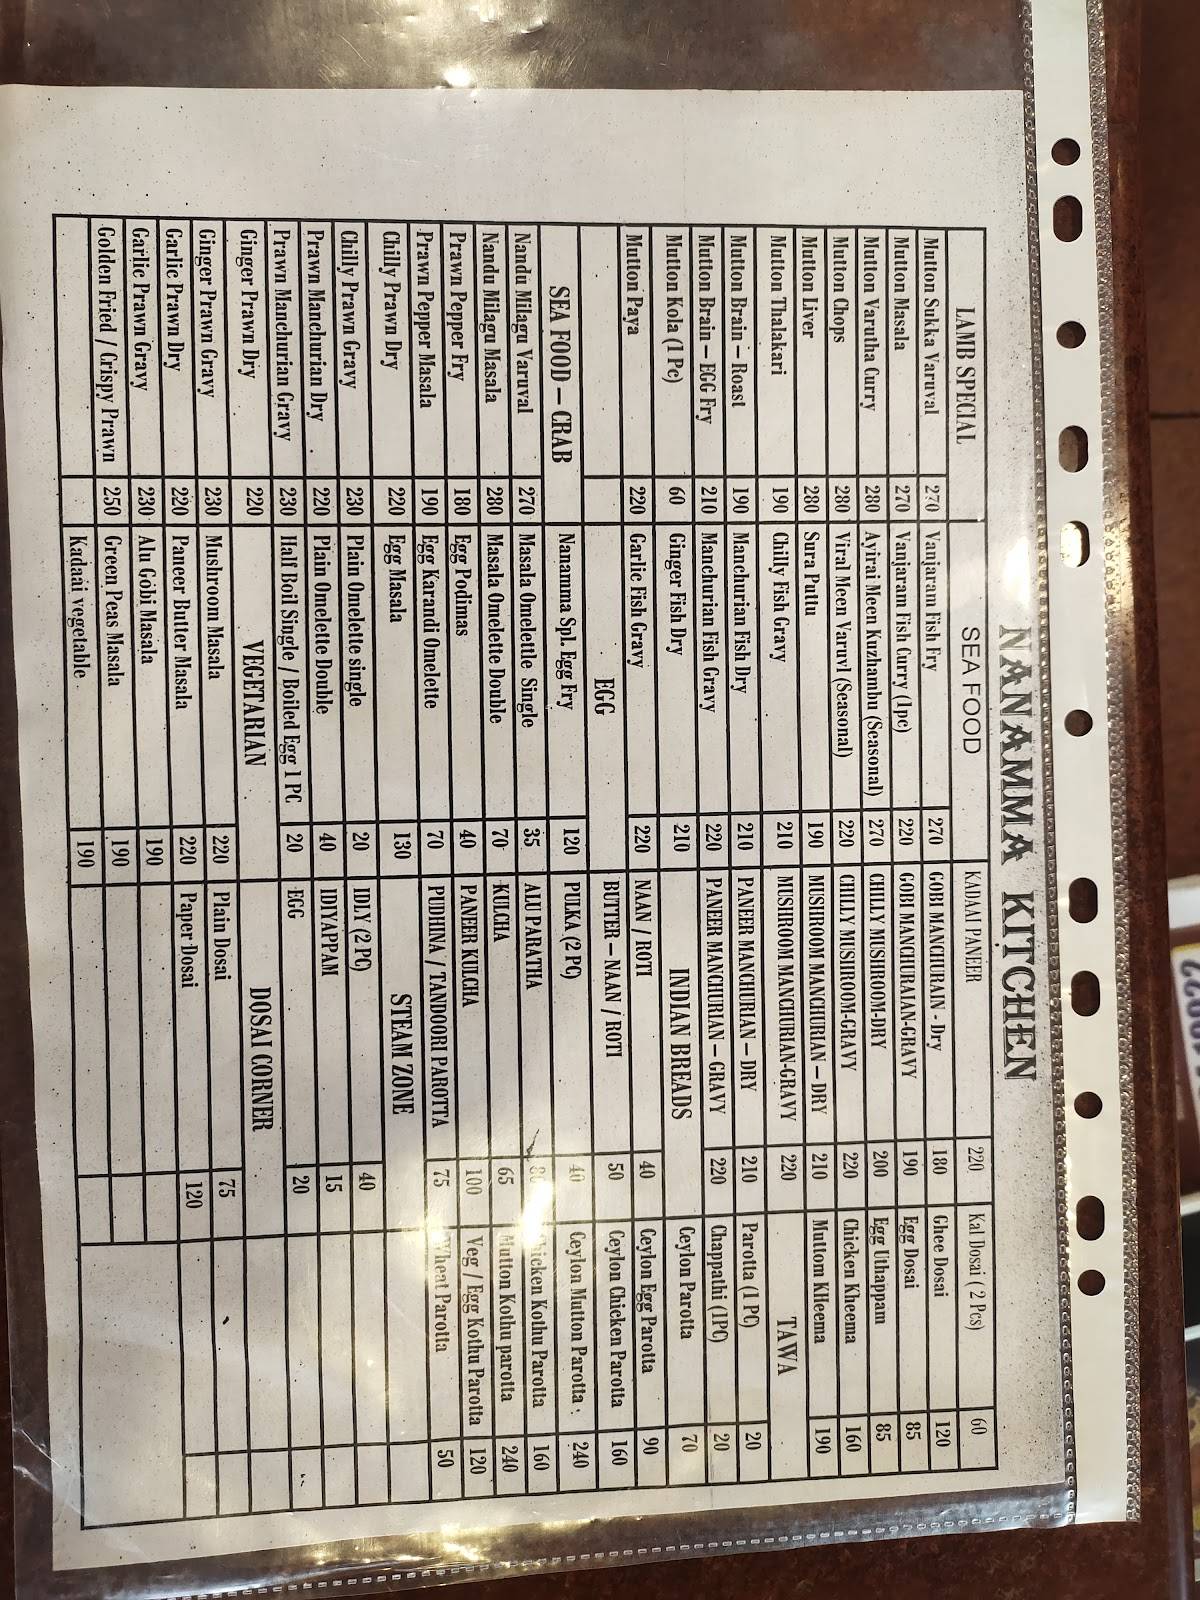 NANAMMA KITCHEN
LAMB SPECIAL SEA FOOD KADAAI PANEER 220 Kal Dosai ( 2 Pcs) 60
Mutton Sukka Varuval 270 Vanjaram Fish Fry 270 GOBI MANCHURAIN - Dry 180 Ghee Dosai 120
Mutton Masala 270 Vanjaram Fish Curry (1pc) 220 GOBI MANCHURAIAN-GRAVY 190 Egg Dosai 85
Mutton Varutha Curry 280 Ayirai Meen Kuzhambu (Seasonal) 270 CHILLY MUSHROOM-DRY 200 Egg Uthappam 85
Mutton Chops 280 Viral Meen Varuvl (Seasonal) 220 CHILLY MUSHROOM-GRAVY 220 Chicken Kheema 160
Mutton Liver 280 Sura Puttu 190 MUSHROOM MANCHURIAN – DRY 210 Muttom KHeema 190
Mutton Thalakari 190 Chilly Fish Gravy 210 MUSHROOM MANCHURIAN-GRAVY 220 TAWA
Mutton Brain – Roast 190 Manchurian Fish Dry 210 PANEER MANCHURIAN – DRY 210 Parotta (1 PC) 20
Mutton Brain – EGG Fry 210 Manchurian Fish Gravy 220 PANEER MANCHURIAN – GRAVY 220 Chappathi (1PC) 20
Mutton Kola (1 Pc) 60 Ginger Fish Dry 210 INDIAN BREADS Ceylon Parotta 70
Mutton Paya 220 Garlic Fish Gravy 220 NAAN / ROTI 40 Ceylon Egg Parotta 90
EGG BUTTER – NAAN / ROTI 50 Ceylon Chicken Parotta 160
SEA FOOD – CRAB Nanamma Spl. Egg Fry 120 PULKA (2 PC) 40 Ceylon Mutton Parotta 240
Nandu Milagu Varuval 270 Masala Omelettle Single 35 ALU PARATHA Chicken Kothu Parotta 160
Nandu Milagu Masala 280 Masala Omelette Double 70 KULCHA 65 Mutton Kothu parotta 240
Prawn Pepper Fry 180 Egg Podinas 40 PANEER KULCHA 100 Veg / Egg Kothu Parotta 120
Prawn Pepper Masala 190 Egg Karandi Omelette 70 PUDHINA / TANDOORI PAROTTA 75 Wheat Parotta 50
Chilly Prawn Dry 220 Egg Masala 130 STEAM ZONE
Chilly Prawn Gravy 230 Plain Omelette single 20 IDLY (2 PC) 40
Prawn Manchurian Dry 220 Plain Omelette Double 40 IDIYAPPAM 15
Prawn Manchurian Gravy 230 Half Boil Single / Boiled Egg 1 PC 20 EGG 20
Ginger Prawn Dry 220 VEGETARIAN DOSAI CORNER
Ginger Prawn Gravy 230 Mushroom Masala 220 Plain Dosai 75
Garlic Prawn Dry 220 Paneer Butter Masala 220 Paper Dosai 120
Garlic Prawn Gravy 230 Alu Gobi Masala 190
Golden Fried / Crispy Prawn 250 Green Peas Masala 190
Kadaai vegetable 190